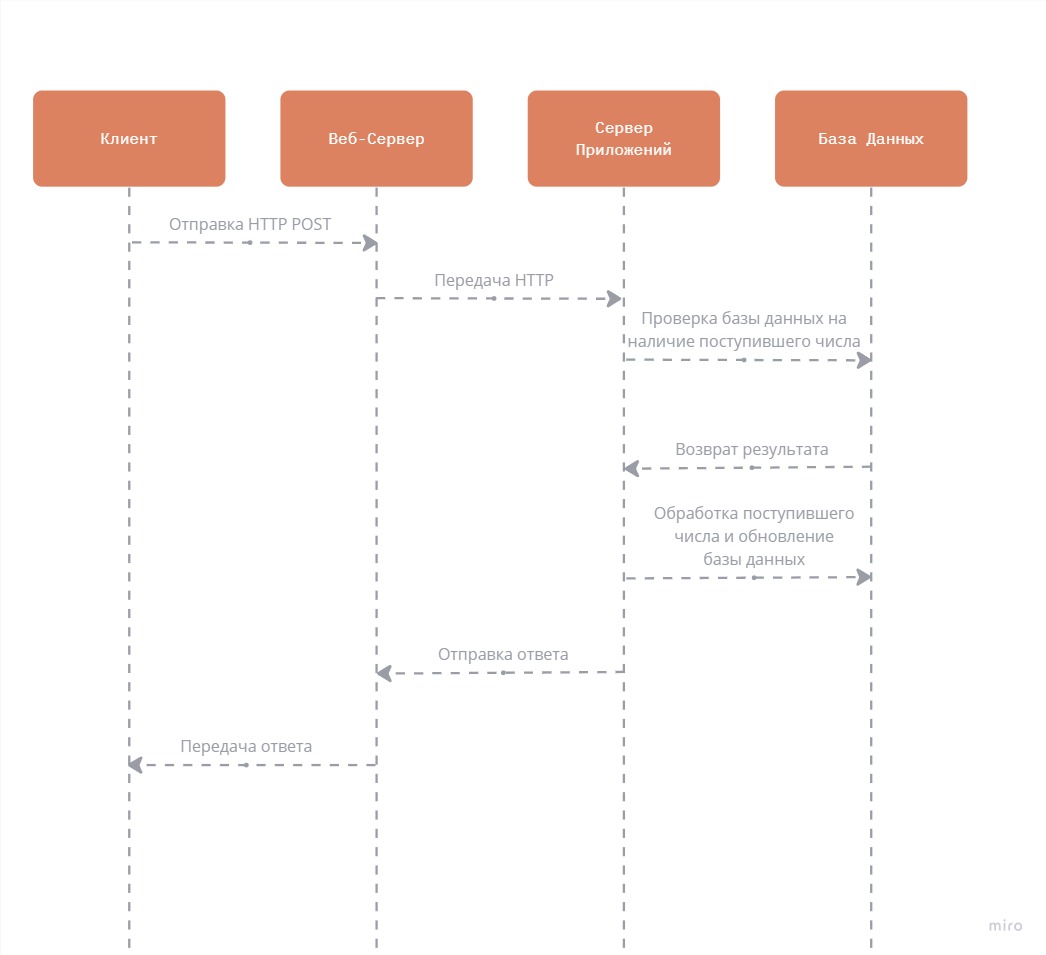 Клиент
Веб-Сервер
Сервер
Приложений
База Данных
Отправка HTTP POST
Передача HTTP
Проверка базы данных на
наличие поступившего числа
Возврат результата
Обработка поступившего
числа и обновление
базы данных
Отправка ответа
Передача ответа
miro